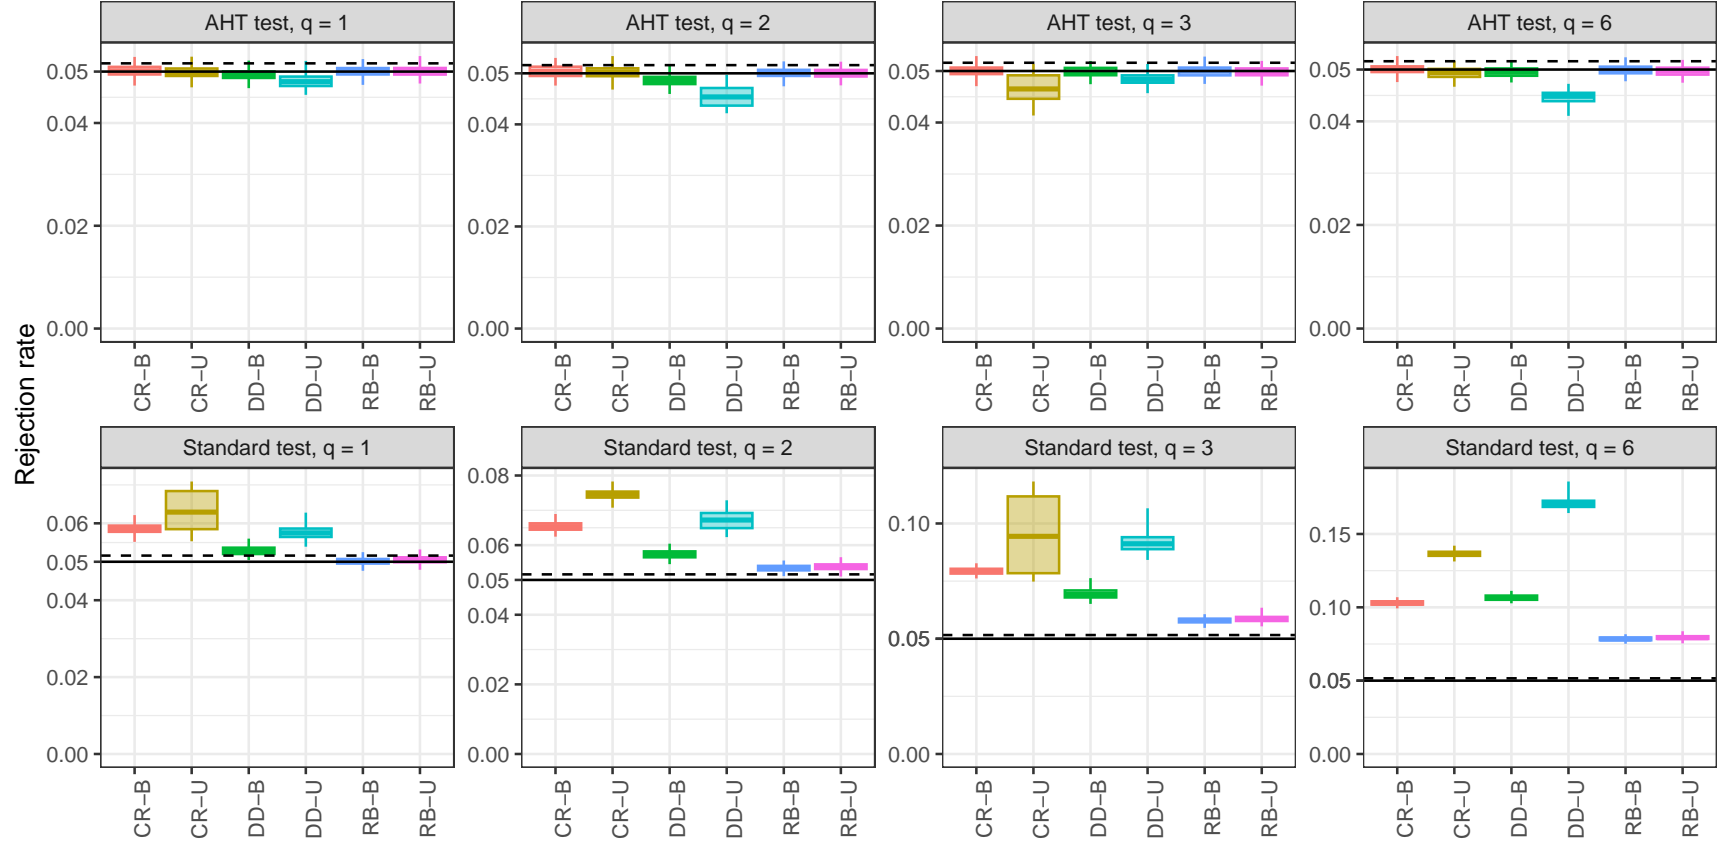 Rejection rate
AHT test, q = 1
0.05
0.04
0.02
0.00
CR−B
CR−U
DD−B
DD−U
RB−B
RB−U
AHT test, q = 2
0.05
0.04
0.02
0.00
CR−B
CR−U
DD−B
DD−U
RB−B
RB−U
AHT test, q = 3
0.05
0.04
0.02
0.00
CR−B
CR−U
DD−B
DD−U
RB−B
RB−U
AHT test, q = 6
0.05
0.04
0.02
0.00
CR−B
CR−U
DD−B
DD−U
RB−B
RB−U
Standard test, q = 1
0.06
0.05
0.04
0.02
0.00
CR−B
CR−U
DD−B
DD−U
RB−B
RB−U
Standard test, q = 2
0.08
0.06
0.05
0.04
0.02
0.00
CR−B
CR−U
DD−B
DD−U
RB−B
RB−U
Standard test, q = 3
0.10
0.05
0.00
CR−B
CR−U
DD−B
DD−U
RB−B
RB−U
Standard test, q = 6
0.15
0.10
0.05
0.00
CR−B
CR−U
DD−B
DD−U
RB−B
RB−U